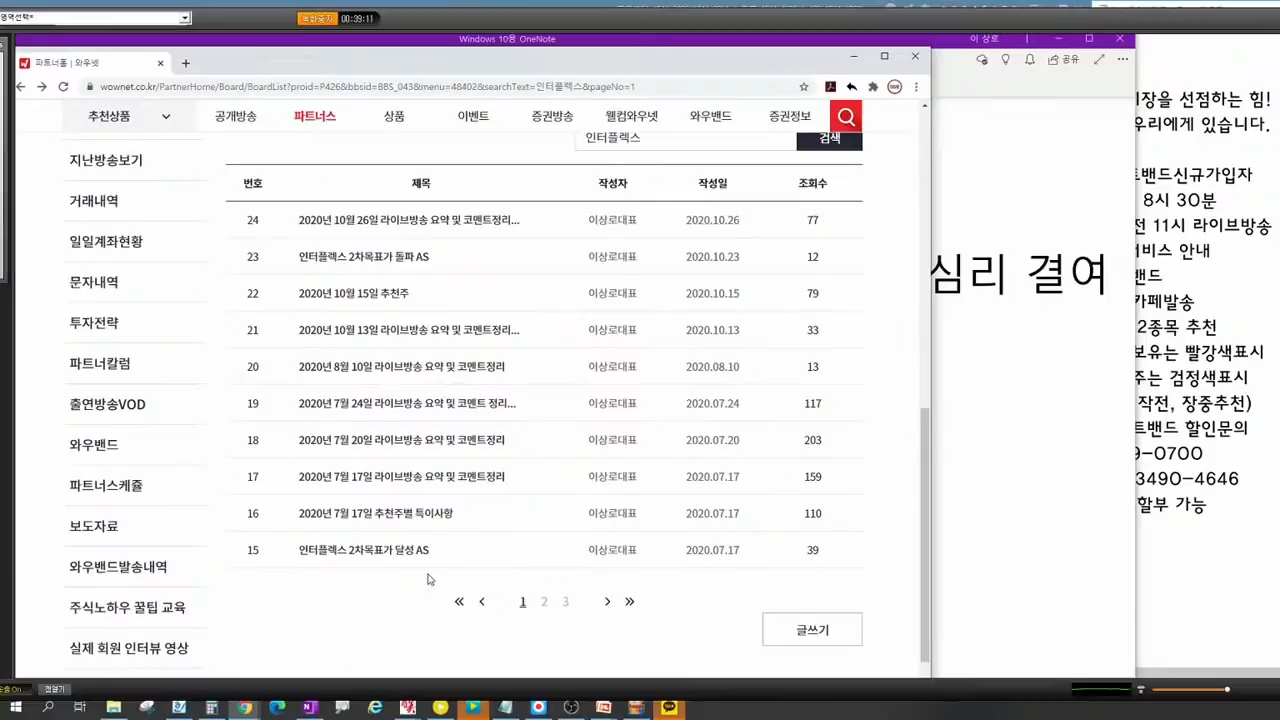 영역선택*
녹화중지 00:39:11
Windows 10용 OneNote
이 상로
파트너홀 | 와우넷
wownet.co.kr/PartnerHome/Board/BoardList?proid=P426&bbsid=BBS_043&menu=48402&searchText=인터플렉스&pageNo=1
공유
추천상품
공개방송 파트너스 상품 이벤트 증권방송 웰컴와우넷 와우밴드 증권정보
인터플렉스 검색
지난방송보기
거래내역
일일계좌현황
문자내역
투자전략
파트너칼럼
출연방송VOD
와우밴드
파트너스케쥴
보도자료
와우밴드발송내역
주식노하우 꿀팁 교육
실제 회원 인터뷰 영상
번호 제목 작성자 작성일 조회수
24 2020년 10월 26일 라이브방송 요약 및 코멘트정리... 이상로대표 2020.10.26 77
23 인터플렉스 2차목표가 돌파 AS 이상로대표 2020.10.23 12
22 2020년 10월 15일 추천주 이상로대표 2020.10.15 79
21 2020년 10월 13일 라이브방송 요약 및 코멘트정리... 이상로대표 2020.10.13 33
20 2020년 8월 10일 라이브방송 요약 및 코멘트정리 이상로대표 2020.08.10 13
19 2020년 7월 24일 라이브방송 요약 및 코멘트 정리... 이상로대표 2020.07.24 117
18 2020년 7월 20일 라이브방송 요약 및 코멘트정리 이상로대표 2020.07.20 203
17 2020년 7월 17일 라이브방송 요약 및 코멘트정리 이상로대표 2020.07.17 159
16 2020년 7월 17일 추천주별 특이사항 이상로대표 2020.07.17 110
15 인터플렉스 2차목표가 달성 AS 이상로대표 2020.07.17 39
1 2 3
글쓰기
심리 결여
장을 선점하는 힘!
우리에게 있습니다.
트밴드신규가입자
8시 30분
전 11시 라이브방송
비스 안내
밴드
카페발송
2종목 추천
보유는 빨강색표시
주는 검정색표시
작전, 장중추천)
트밴드 할인문의
9-0700
3490-4646
할부 가능
On